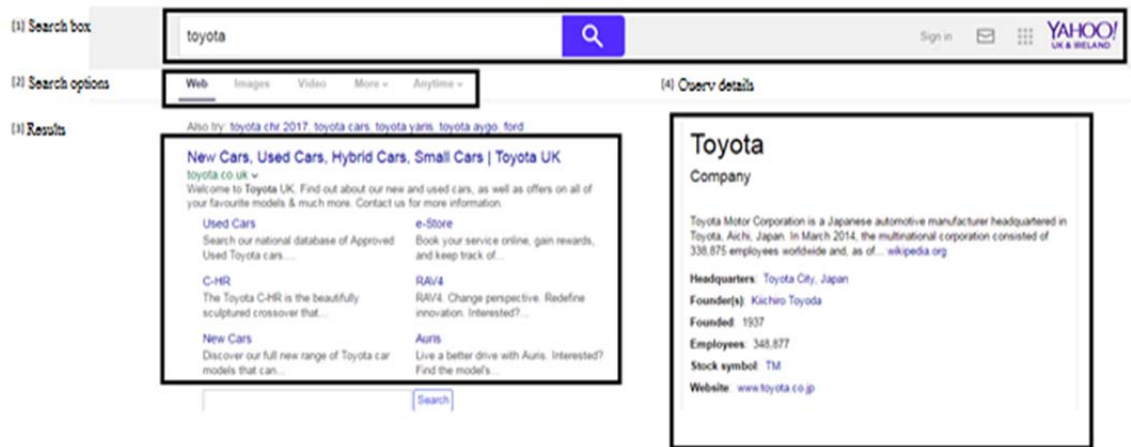 [1] Search box
toyota
Sign in
YAHOO!
UK & IRELAND
[2] Search options
Web Images Video More Anytime
[4] Query details
[3] Results
Also try: toyota chr 2017, toyota cars, toyota yaris, toyota aygo, ford
New Cars, Used Cars, Hybrid Cars, Small Cars | Toyota UK
toyota.co.uk
Welcome to Toyota UK. Find out about our new and used cars, as well as offers on all of
your favourite models & much more. Contact us for more information.
Used Cars
Search our national database of Approved
Used Toyota cars....
e-Store
Book your service online, gain rewards,
and keep track of...
C-HR
The Toyota C-HR is the beautifully
sculptured crossover that...
RAV4
RAV4. Change perspective. Redefine
innovation. Interested?...
New Cars
Discover our full new range of Toyota car
models that can...
Auris
Live a better drive with Auris. Interested?
Find the model's...
Search
Toyota
Company
Toyota Motor Corporation is a Japanese automotive manufacturer headquartered in
Toyota, Aichi, Japan. In March 2014, the multinational corporation consisted of
338,875 employees worldwide and, as of... wikipedia.org
Headquarters: Toyota City, Japan
Founder(s): Kiichiro Toyoda
Founded: 1937
Employees: 348,877
Stock symbol: TM
Website: www.toyota.co.jp